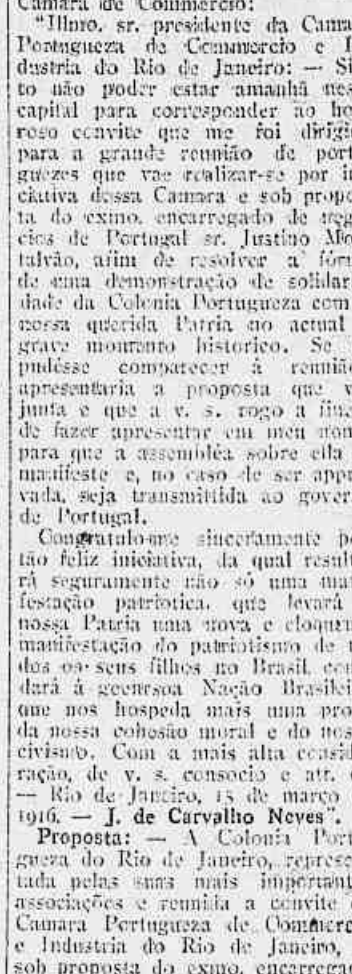 Camara de Commercio:
"Illmo. sr. presidente da Cama
Portugueza de Commercio e I
dustria do Rio de Janeiro: — Si
to não poder estar amanhã nes
capital para corresponder ao ho
roso convite que me foi dirigi
para a grande reunião de port
guezes que vae realizar-se por in
ciativa dessa Camara e sob propo
ta do exmo. encarregado de neg
cios de Portugal sr. Justino Mo
talvão, afim de resolver a fór
de uma demonstração de solidar
dade da Colonia Portugueza com
nossa querida Patria no actual
grave momento historico. Se
pudésse comparecer á reunião
apresentaria a proposta que v
junta e que a v. s. rogo a fine
de fazer apresentar em meu nom
para que a assembléa sobre ella
manifeste e, no caso de ser appr
vada, seja transmittida ao gover
de Portugal.
Congratulo-me sinceramente p
tão feliz iniciativa, da qual result
rá seguramente não só uma ma
festação patriotica, que levará
nossa Patria uma nova e eloque
manifestação do patriotismo de t
dos os seus filhos no Brasil, co
dará á geenrsoa Nação Brasilei
que nos hospeda mais uma pro
da nossa cohesão moral e do nos
civismo. Com a mais alta consid
ração, de v. s. consocio e atr.
— Rio de Janeiro, 15 de março
1916. — J. de Carvalho Neves".
Proposta: — A Colonia Port
gueza do Rio de Janeiro, represe
tada pelas suas mais important
associações e reunida a convite
Camara Portugueza de Commerc
e Industria do Rio de Janeiro,
sob proposta do exmo. encarrega